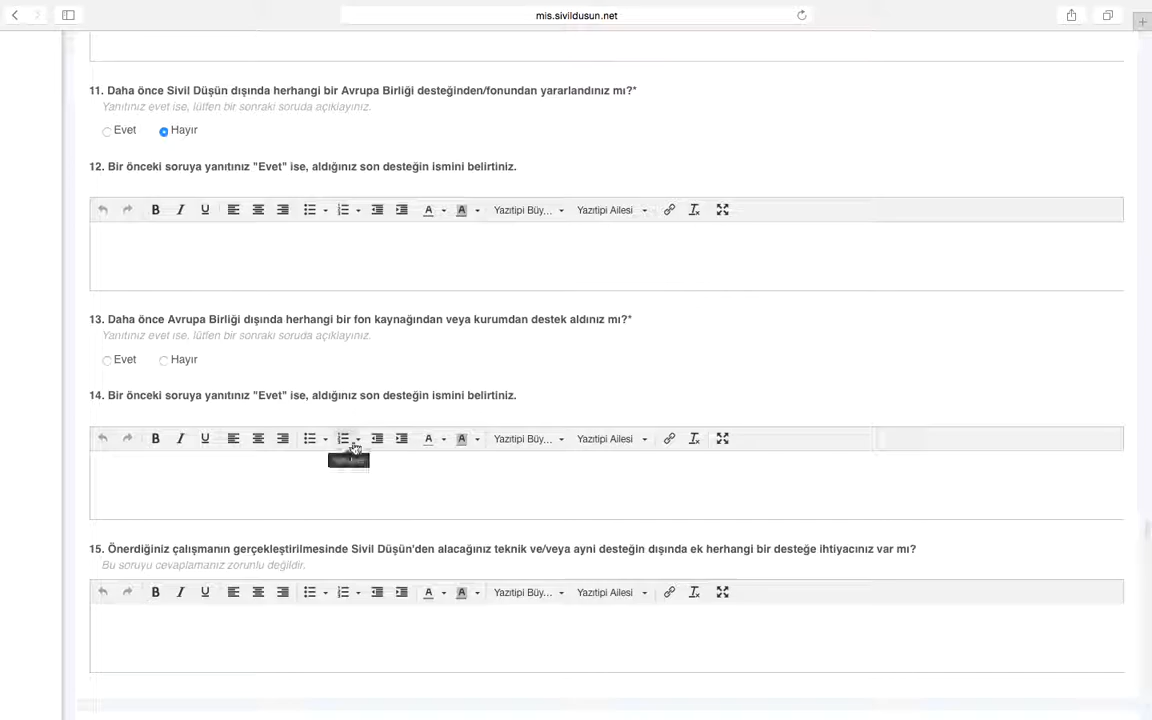 mis.sivildusun.net
11. Daha önce Sivil Düşün dışında herhangi bir Avrupa Birliği desteğinden/fonundan yararlandınız mı?*
Yanıtınız evet ise, lütfen bir sonraki soruda açıklayınız.
Evet Hayır
12. Bir önceki soruya yanıtınız "Evet" ise, aldığınız son desteğin ismini belirtiniz.
B I U A A Yazıtipi Büy... Yazıtipi Ailesi
13. Daha önce Avrupa Birliği dışında herhangi bir fon kaynağından veya kurumdan destek aldınız mı?*
Yanıtınız evet ise, lütfen bir sonraki soruda açıklayınız.
Evet Hayır
14. Bir önceki soruya yanıtınız "Evet" ise, aldığınız son desteğin ismini belirtiniz.
B I U A A Yazıtipi Büy... Yazıtipi Ailesi
15. Önerdiğiniz çalışmanın gerçekleştirilmesinde Sivil Düşün'den alacağınız teknik ve/veya ayni desteğin dışında ek herhangi bir desteğe ihtiyacınız var mı?
Bu soruyu cevaplamanız zorunlu değildir.
B I U A A Yazıtipi Büy... Yazıtipi Ailesi